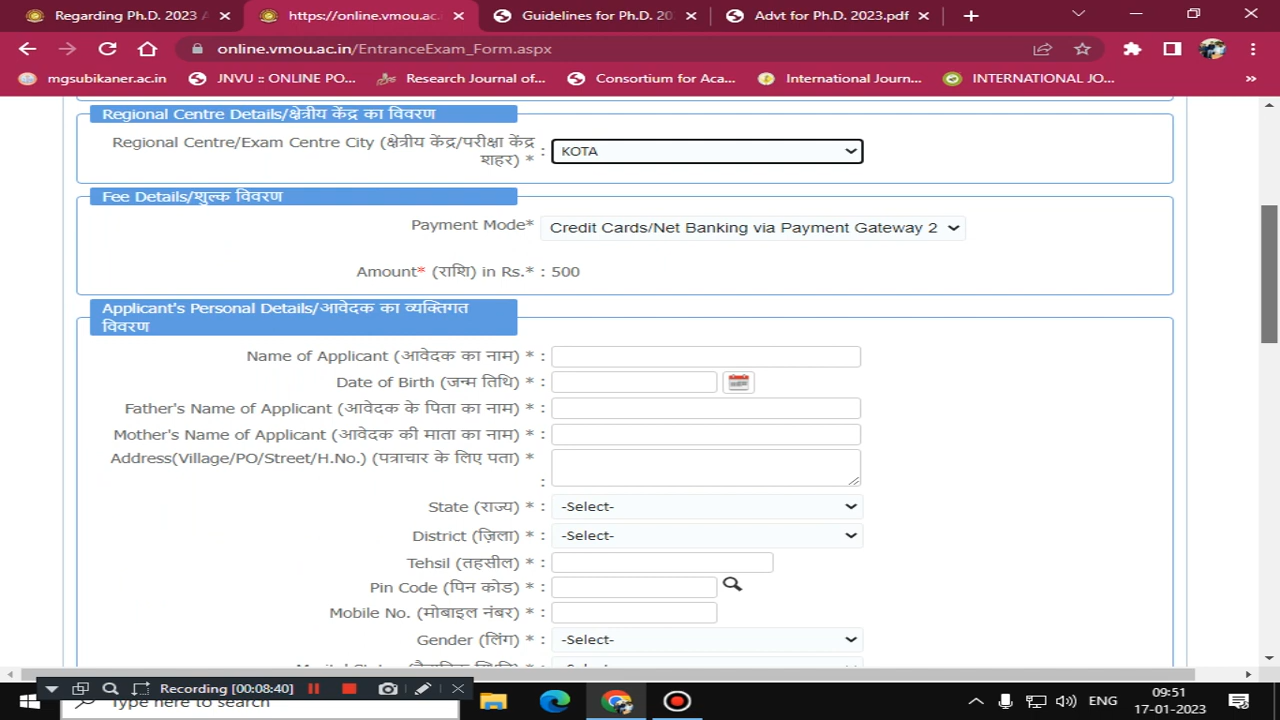 Regarding Ph.D. 2023 A
https://online.vmou.ac.
Guidelines for Ph.D. 20
Advt for Ph.D. 2023.pdf
online.vmou.ac.in/EntranceExam_Form.aspx
mgsubikaner.ac.in
JNVU :: ONLINE PO...
Research Journal of...
Consortium for Aca...
International Journ...
INTERNATIONAL JO...
Regional Centre Details/क्षेत्रीय केंद्र का विवरण
Regional Centre/Exam Centre City (क्षेत्रीय केंद्र/परीक्षा केंद्र
शहर) * : KOTA
Fee Details/शुल्क विवरण
Payment Mode* Credit Cards/Net Banking via Payment Gateway 2
Amount* (राशि) in Rs.* : 500
Applicant's Personal Details/आवेदक का व्यक्तिगत
विवरण
Name of Applicant (आवेदक का नाम) * :
Date of Birth (जन्म तिथि) * :
Father's Name of Applicant (आवेदक के पिता का नाम) * :
Mother's Name of Applicant (आवेदक की माता का नाम) * :
Address(Village/PO/Street/H.No.) (पत्राचार के लिए पता) *
:
State (राज्य) * : -Select-
District (ज़िला) * : -Select-
Tehsil (तहसील) * :
Pin Code (पिन कोड) * :
Mobile No. (मोबाइल नंबर) * :
Gender (लिंग) * : -Select-
Recording [00:08:40]
Type here to search
ENG
09:51
17-01-2023